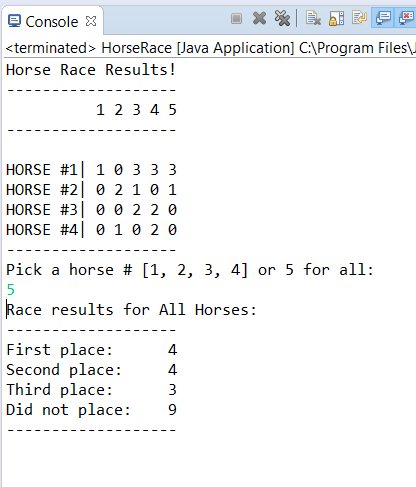 Console
<terminated> HorseRace [Java Application] C:\Program Files\J
Horse Race Results!
-------------------
1 2 3 4 5
-------------------
HORSE #1| 1 0 3 3 3
HORSE #2| 0 2 1 0 1
HORSE #3| 0 0 2 2 0
HORSE #4| 0 1 0 2 0
-------------------
Pick a horse # [1, 2, 3, 4] or 5 for all:
5
Race results for All Horses:
-------------------
First place:      4
Second place:     4
Third place:      3
Did not place:    9
-------------------